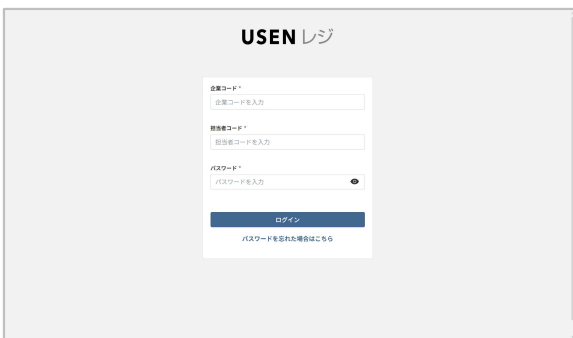 USEN レジ
企業コード *
企業コードを入力
担当者コード *
担当者コードを入力
パスワード *
パスワードを入力
ログイン
パスワードを忘れた場合はこちら